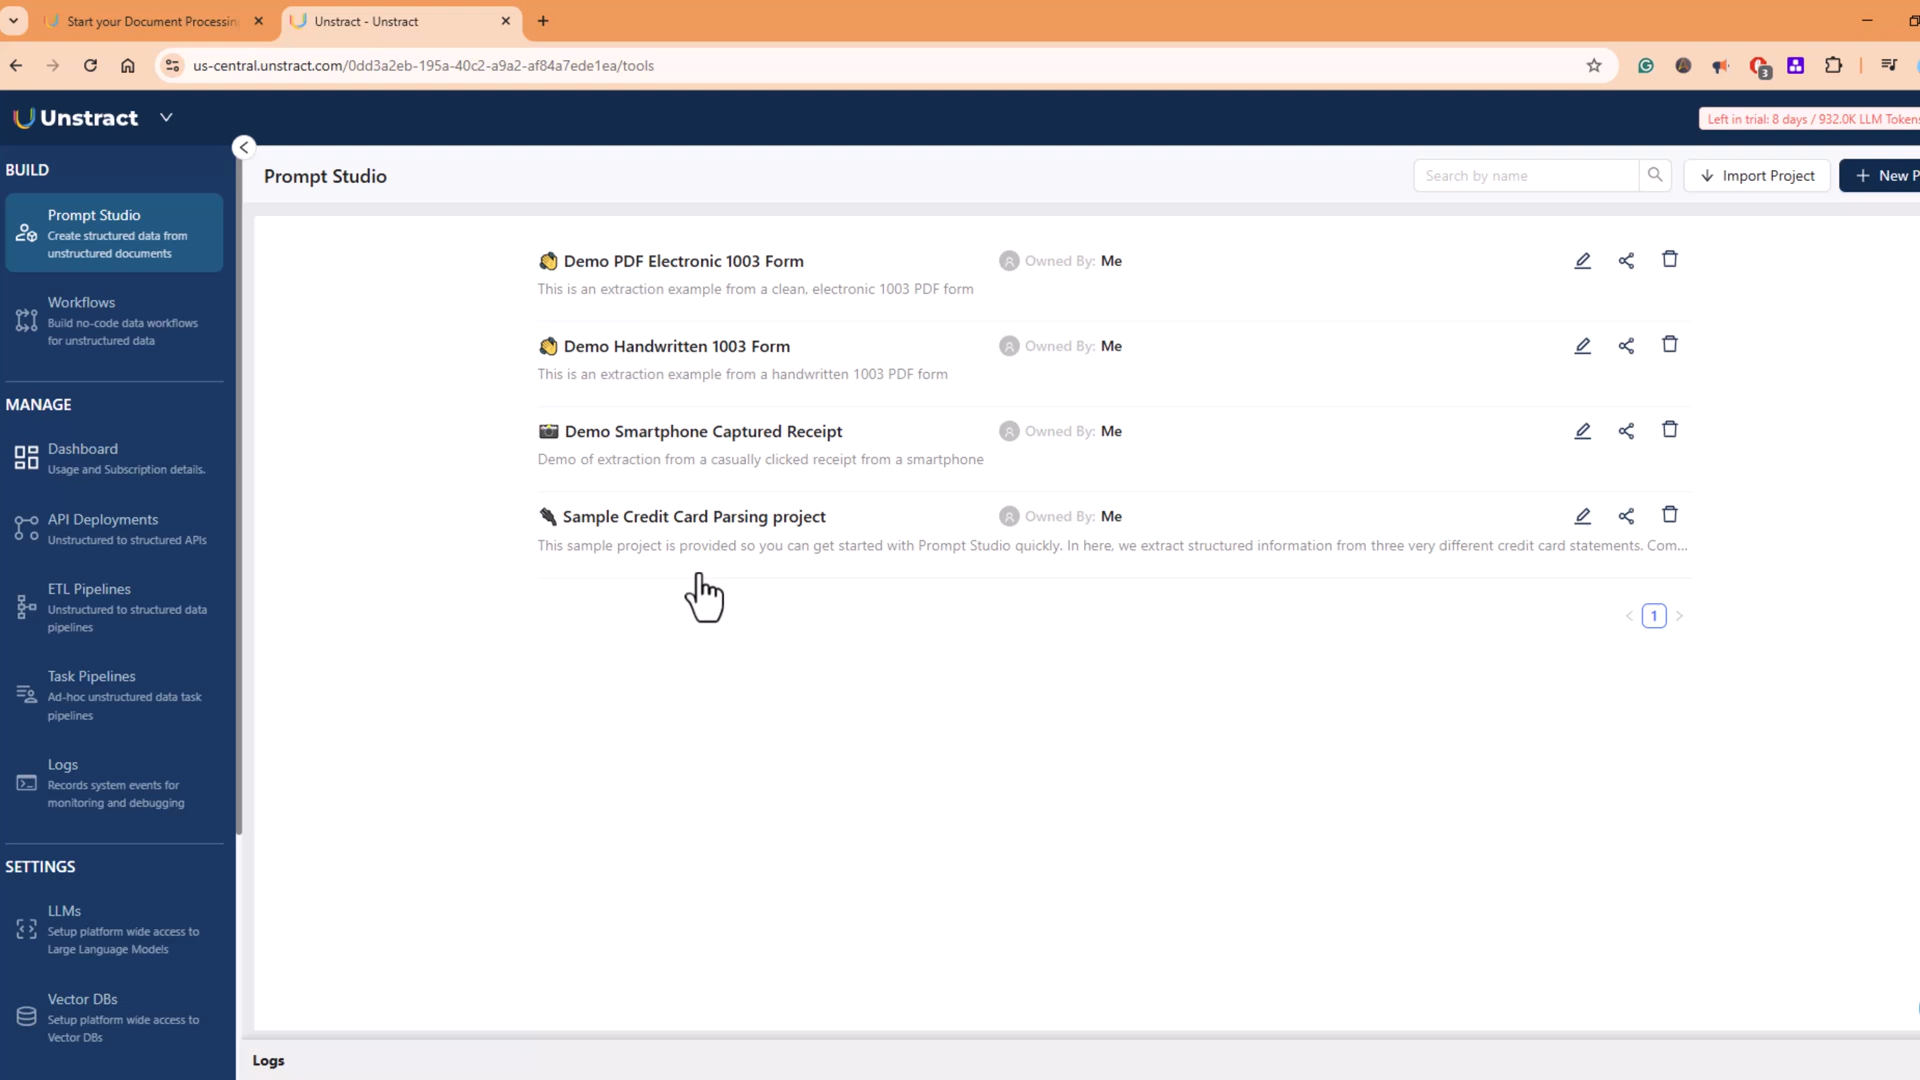 Start your Document Processin
Unstract - Unstract
us-central.unstract.com/0dd3a2eb-195a-40c2-a9a2-af84a7ede1ea/tools
3
Unstract
Left in trial: 8 days / 932.0K LLM Tokens
BUILD
Prompt Studio
Create structured data from
unstructured documents
Workflows
Build no-code data workflows
for unstructured data
MANAGE
Dashboard
Usage and Subscription details.
API Deployments
Unstructured to structured APIs
ETL Pipelines
Unstructured to structured data
pipelines
Task Pipelines
Ad-hoc unstructured data task
pipelines
Logs
Records system events for
monitoring and debugging
SETTINGS
LLMs
Setup platform wide access to
Large Language Models
Vector DBs
Setup platform wide access to
Vector DBs
Prompt Studio
Search by name
Import Project
New P
Demo PDF Electronic 1003 Form
Owned By: Me
This is an extraction example from a clean, electronic 1003 PDF form
Demo Handwritten 1003 Form
Owned By: Me
This is an extraction example from a handwritten 1003 PDF form
Demo Smartphone Captured Receipt
Owned By: Me
Demo of extraction from a casually clicked receipt from a smartphone
Sample Credit Card Parsing project
Owned By: Me
This sample project is provided so you can get started with Prompt Studio quickly. In here, we extract structured information from three very different credit card statements. Com...
1
Logs